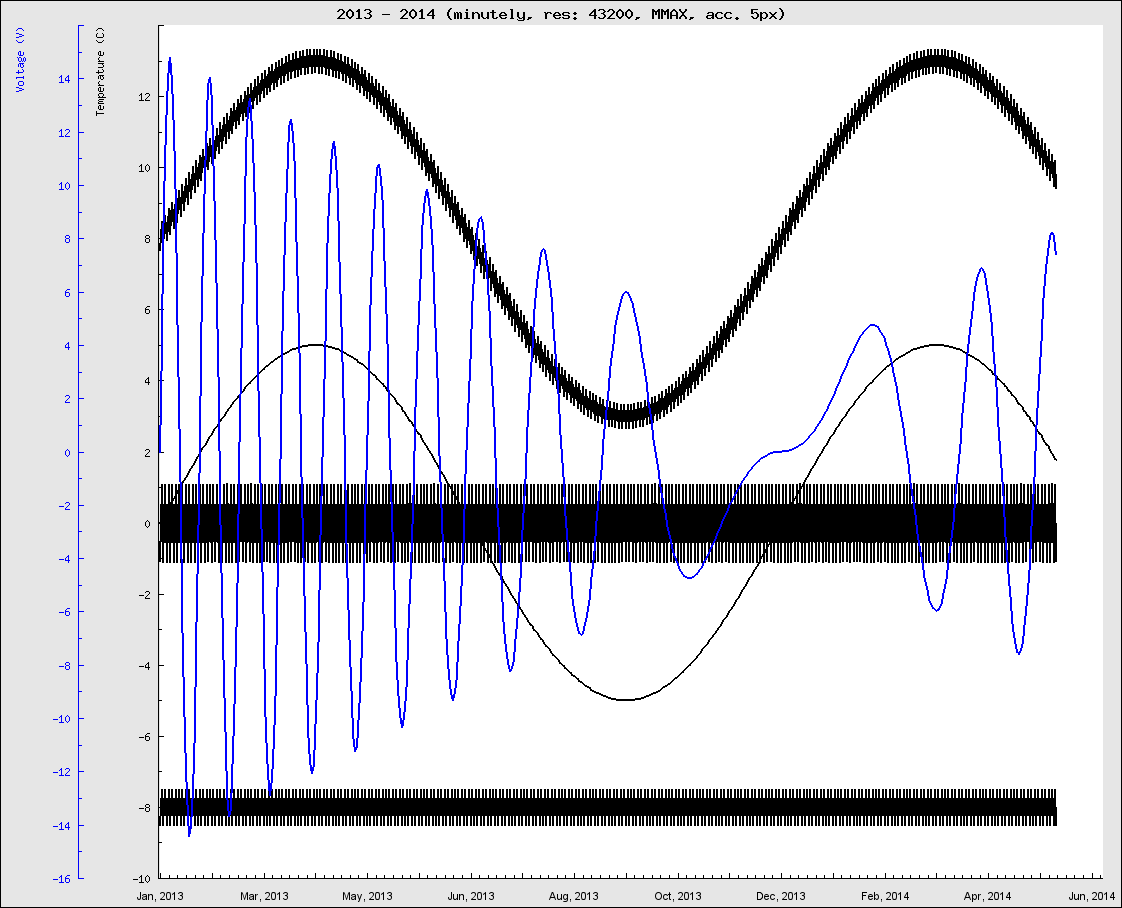 2013 - 2014 (minutely, res: 43200, MMAX, acc. 5px)
Voltage (V)
Temperature (C)
14
12
10
8
6
4
2
0
-2
-4
-6
-8
-10
-12
-14
-16
12
10
8
6
4
2
0
-2
-4
-6
-8
-10
Jan, 2013
Mar, 2013
May, 2013
Jun, 2013
Aug, 2013
Oct, 2013
Dec, 2013
Feb, 2014
Apr, 2014
Jun, 2014